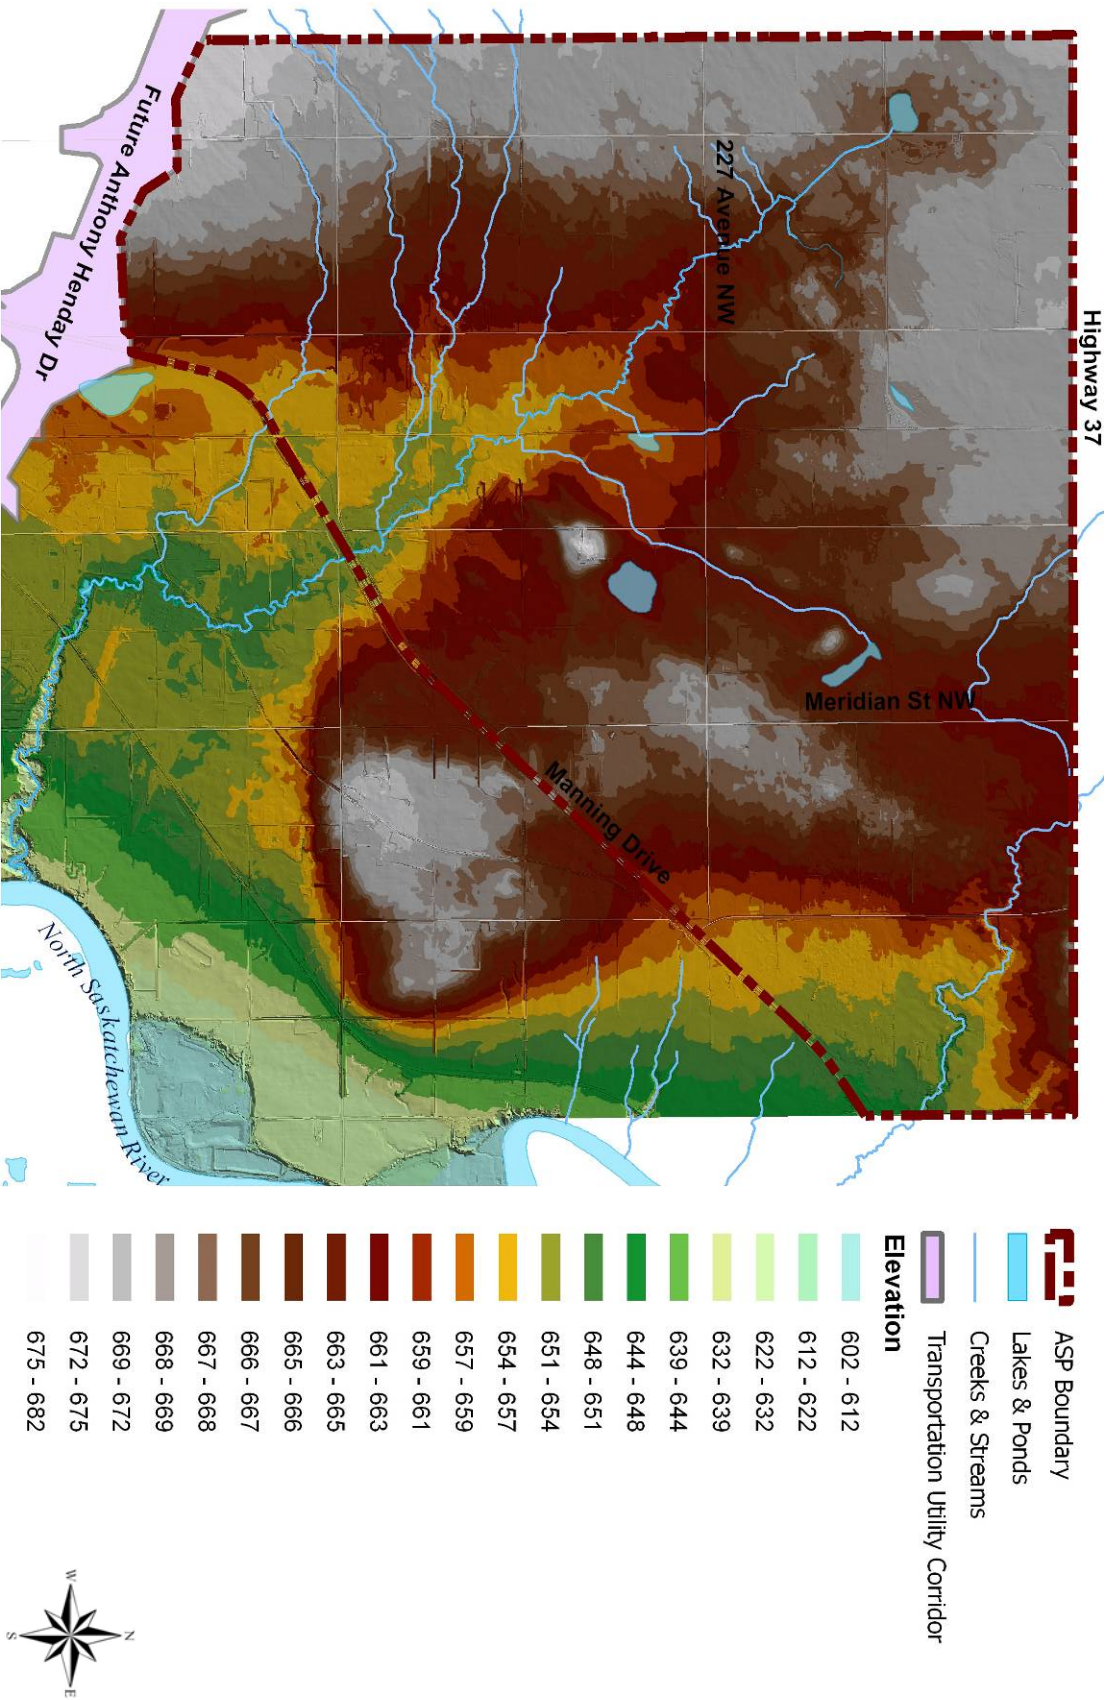 Highway 37
227 Avenue NW
Meridian St NW
Manning Drive
Future Anthony Henday Dr
North Saskatchewan River
ASP Boundary
Lakes & Ponds
Creeks & Streams
Transportation Utility Corridor
Elevation
602 - 612
612 - 622
622 - 632
632 - 639
639 - 644
644 - 648
648 - 651
651 - 654
654 - 657
657 - 659
659 - 661
661 - 663
663 - 665
665 - 666
666 - 667
667 - 668
668 - 669
669 - 672
672 - 675
675 - 682
N
W
E
S